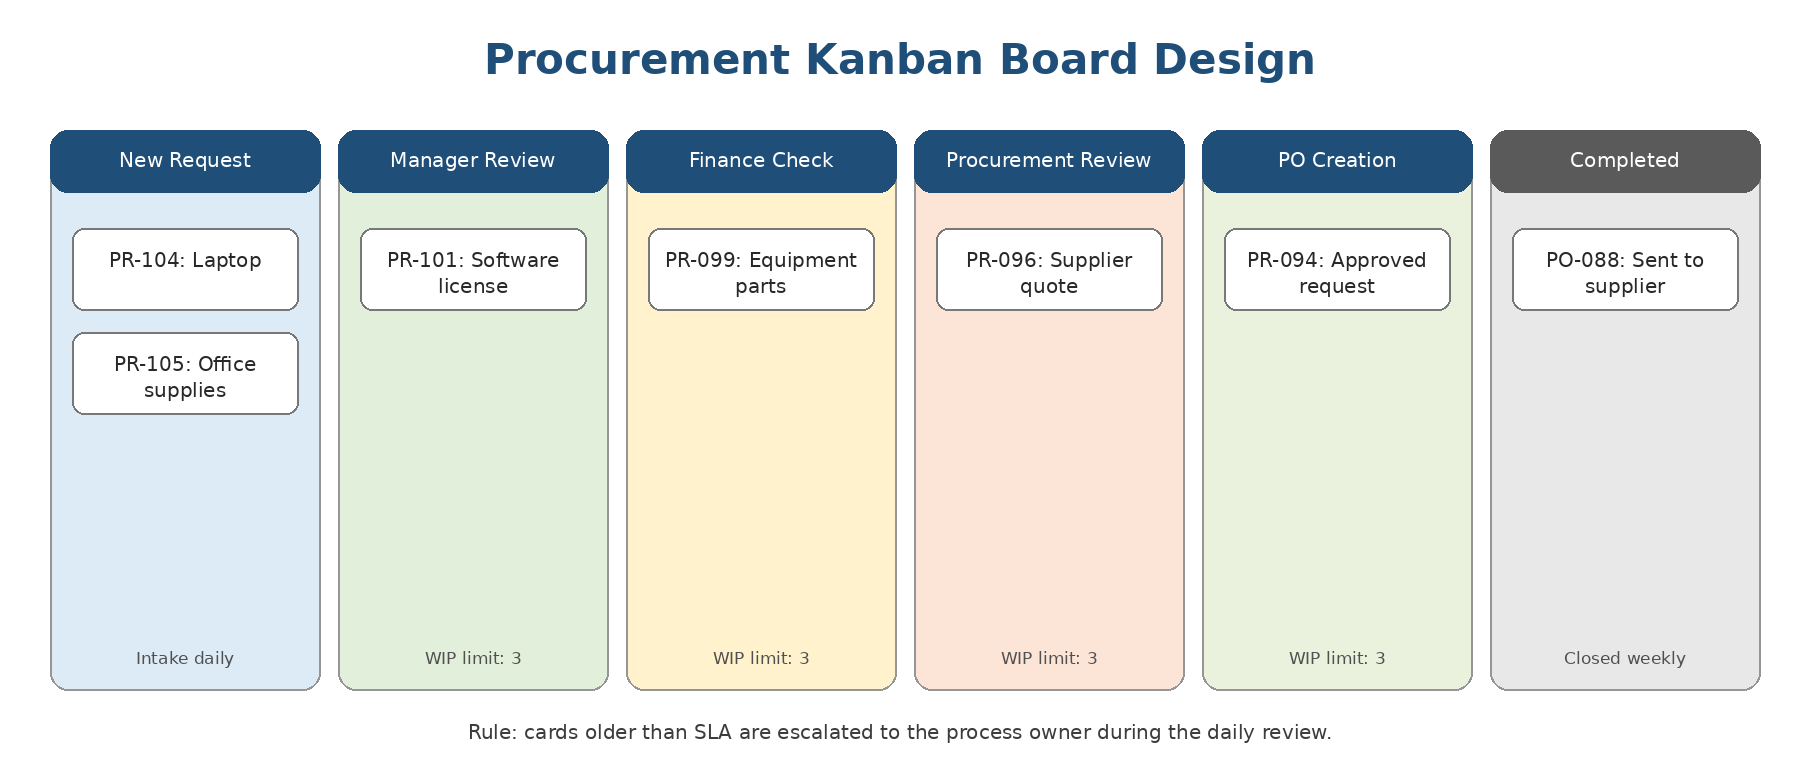 Procurement Kanban Board Design
New Request
Manager Review
Finance Check
Procurement Review
PO Creation
Completed
PR-104: Laptop
PR-105: Office
supplies
PR-101: Software
license
PR-099: Equipment
parts
PR-096: Supplier
quote
PR-094: Approved
request
PO-088: Sent to
supplier
Intake daily
WIP limit: 3
WIP limit: 3
WIP limit: 3
WIP limit: 3
Closed weekly
Rule: cards older than SLA are escalated to the process owner during the daily review.